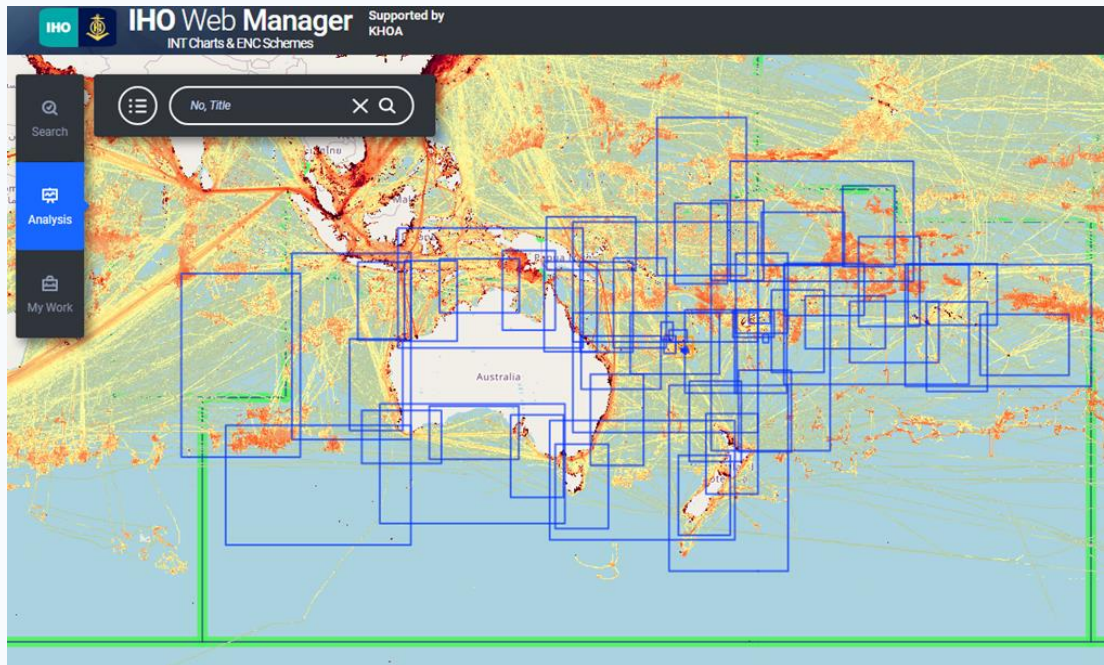 IHO
IHO Web Manager
INT Charts & ENC Schemes
Supported by
KHOA
Search
No, Title
Analysis
My Work
Australia